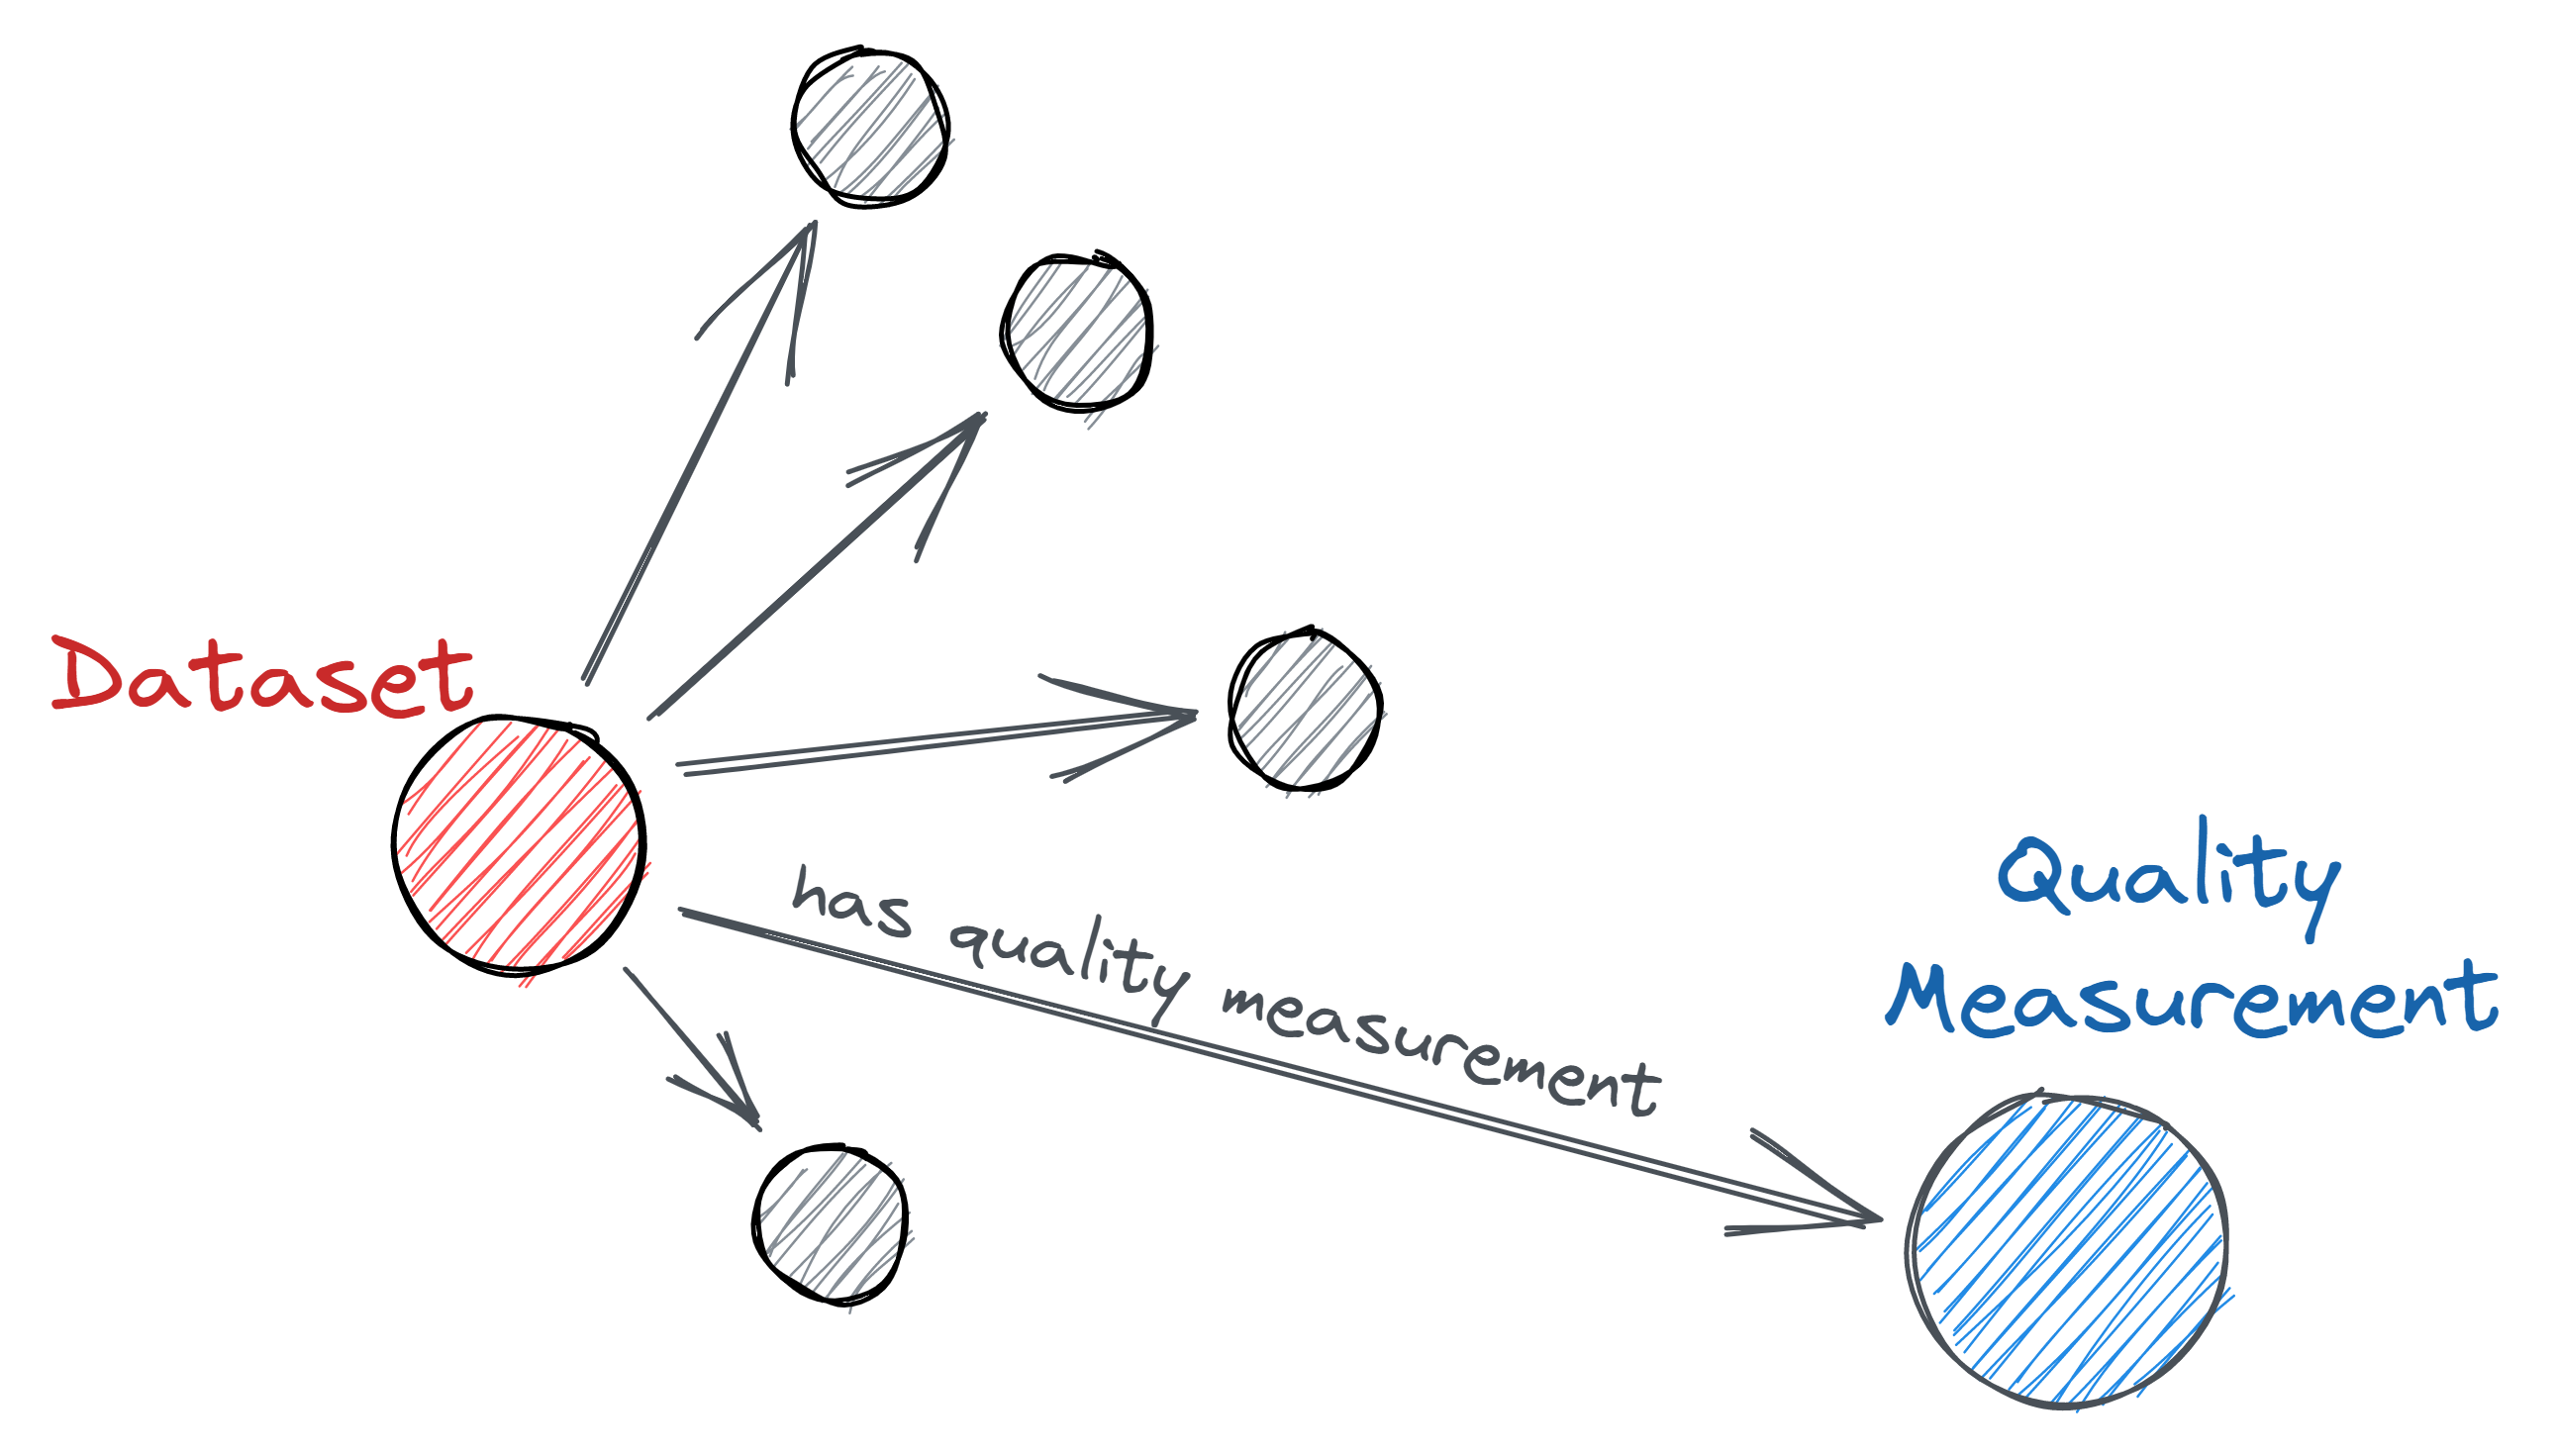 Dataset
has quality measurement
Quality
Measurement